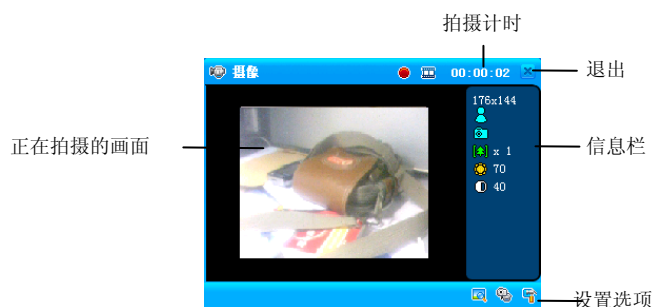 拍摄计时
摄像 00:00:02
退出
176x144
正在拍摄的画面
信息栏
x 1
70
40
设置选项